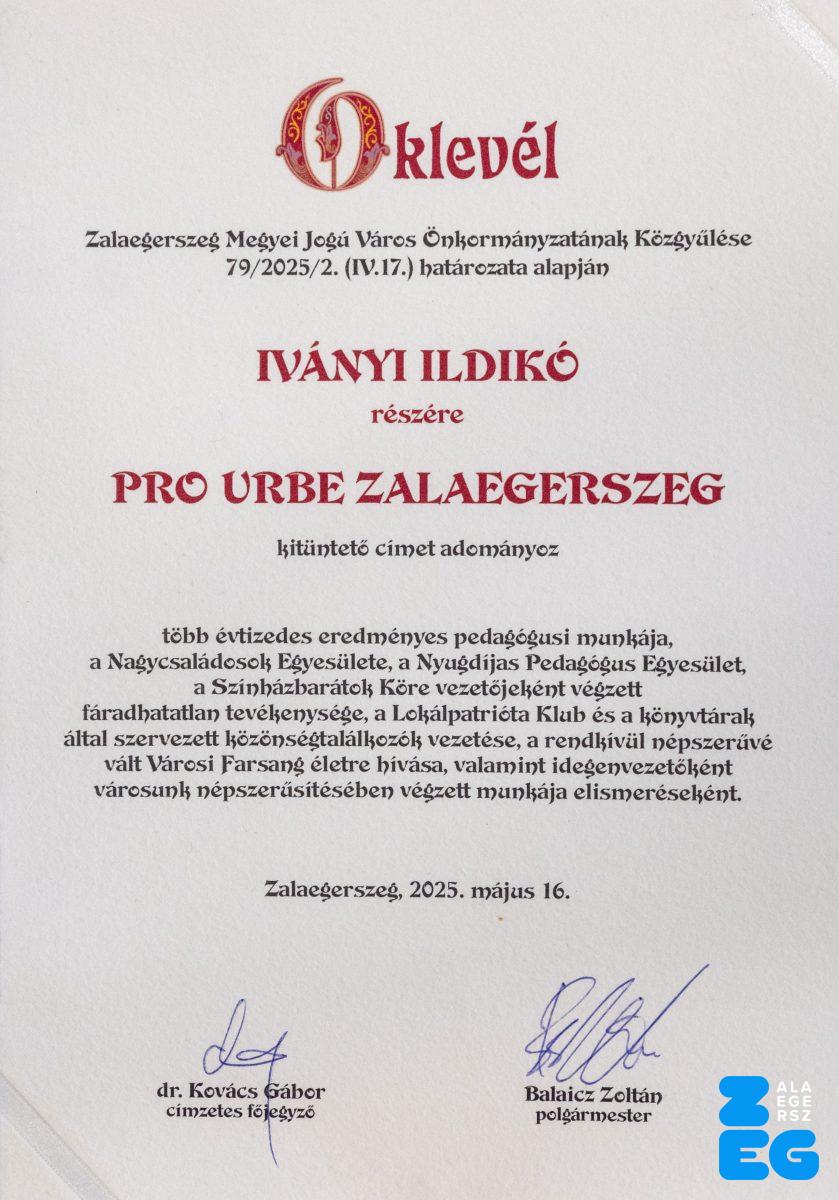 Oklevél
Zalaegerszeg Megyei Jogú Város Önkormányzatának Közgyűlése
79/2025/2. (IV.17.) határozata alapján
IVÁNYI ILDIKÓ
részére
PRO URBE ZALAEGERSZEG
kitüntető címet adományoz
több évtizedes eredményes pedagógusi munkája,
a Nagycsaládosok Egyesülete, a Nyugdíjas Pedagógus Egyesület,
a Színházbarátok Köre vezetőjeként végzett
fáradhatatlan tevékenysége, a Lokálpatrióta Klub és a könyvtárak
által szervezett közönségtalálkozók vezetése, a rendkívül népszerűvé
vált Városi Farsang életre hívása, valamint idegenvezetőként
városunk népszerűsítésében végzett munkája elismeréseként.
Zalaegerszeg, 2025. május 16.
dr. Kovács Gábor
címzetes főjegyző
Balaicz Zoltán
polgármester
Z ALA
EGE
RSZ
EG